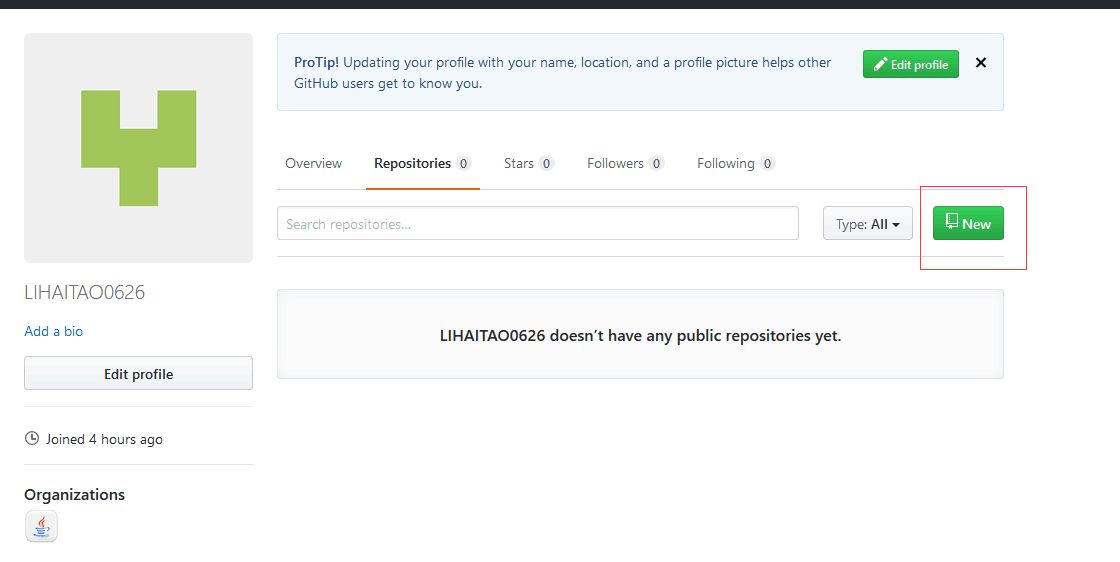 ProTip! Updating your profile with your name, location, and a profile picture helps other
GitHub users get to know you.
Edit profile
Overview
Repositories 0
Stars 0
Followers 0
Following 0
Search repositories...
Type: All
New
LIHAITAO0626 doesn’t have any public repositories yet.
LIHAITAO0626
Add a bio
Edit profile
Joined 4 hours ago
Organizations